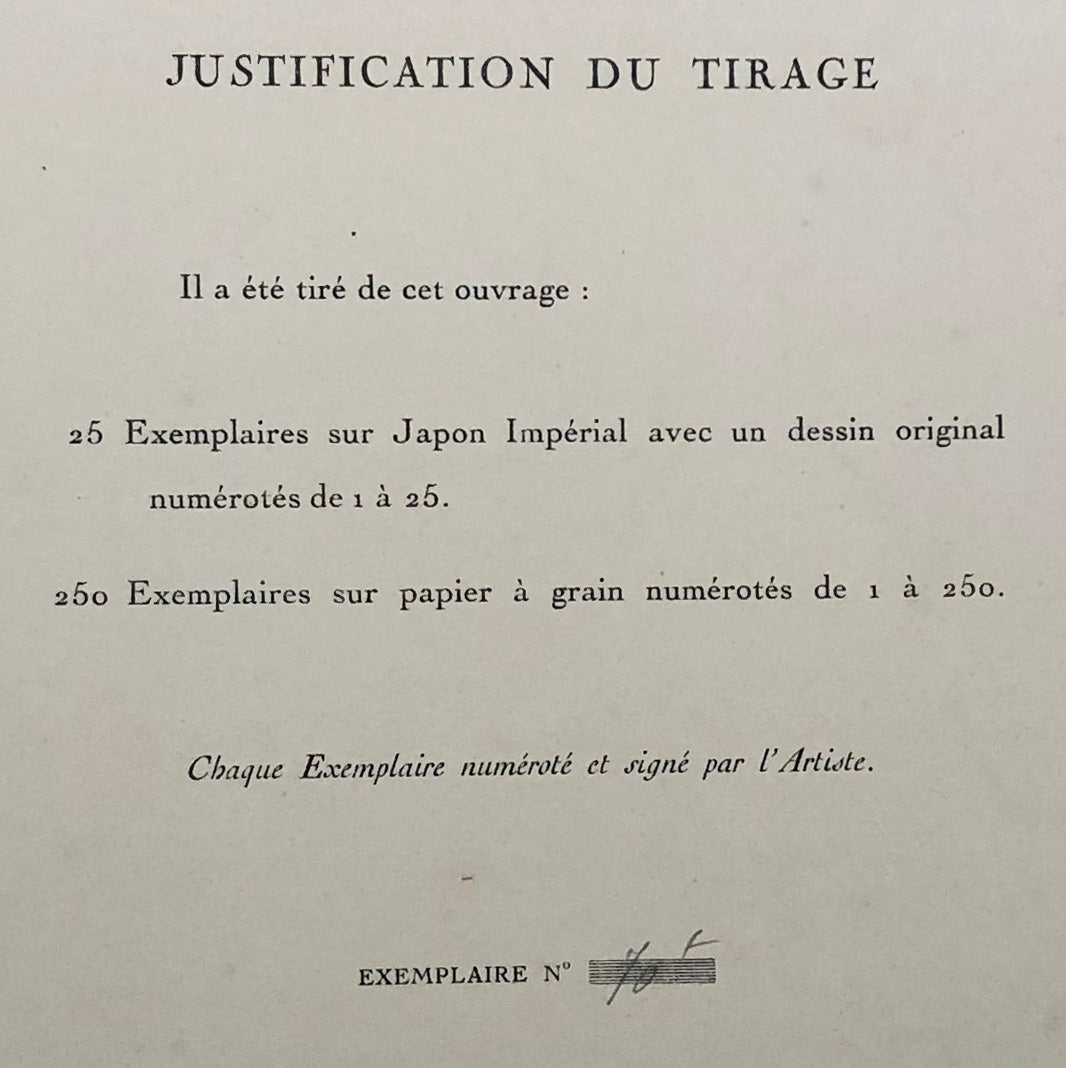 JUSTIFICATION DU TIRAGE
Il a été tiré de cet ouvrage :
25 Exemplaires sur Japon Impérial avec un dessin original
numérotés de 1 à 25.
250 Exemplaires sur papier à grain numérotés de 1 à 250.
Chaque Exemplaire numéroté et signé par l'Artiste.
EXEMPLAIRE Nº